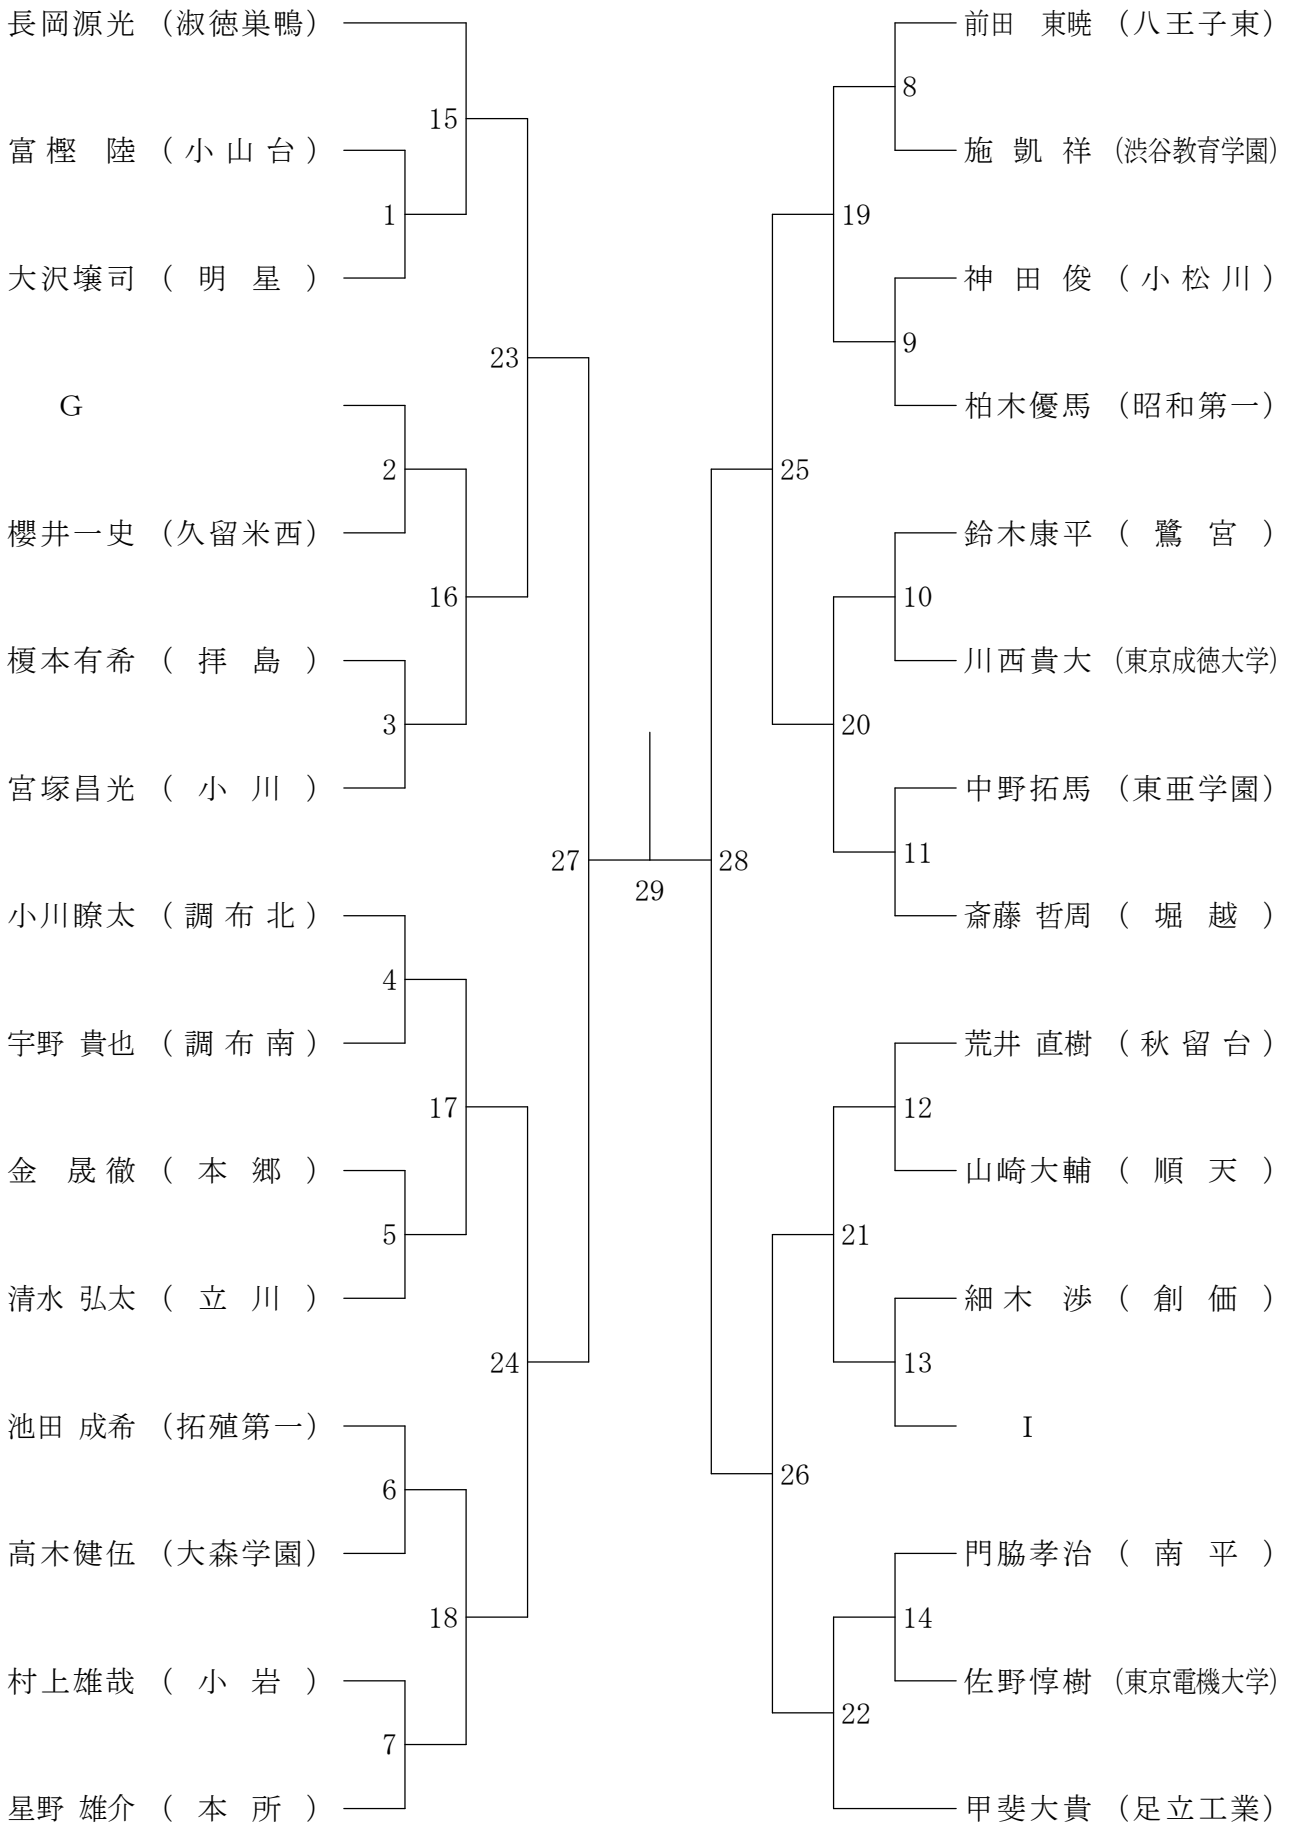 長岡源光 （淑徳巣鴨）
15
富樫 陸 （小山台）
1
大沢壌司 （明星）
23
G
2
櫻井一史 （久留米西）
16
榎本有希 （拝島）
3
宮塚昌光 （小川）
27
小川瞭太 （調布北）
4
宇野 貴也 （調布南）
17
金 晟徹 （本郷）
5
清水 弘太 （立川）
24
池田 成希 （拓殖第一）
6
高木健伍 （大森学園）
18
村上雄哉 （小岩）
7
星野 雄介 （本所）
29
前田 東暁 （八王子東）
8
施凱祥 （渋谷教育学園）
19
神田俊 （小松川）
9
柏木優馬 （昭和第一）
25
鈴木康平 （鷺宮）
10
川西貴大 （東京成徳大学）
20
中野拓馬 （東亜学園）
11
28
斎藤 哲周 （堀越）
荒井 直樹 （秋留台）
12
山崎大輔 （順天）
21
細木 渉 （創価）
13
I
26
門脇孝治 （南平）
14
佐野惇樹 （東京電機大学）
22
甲斐大貴 （足立工業）